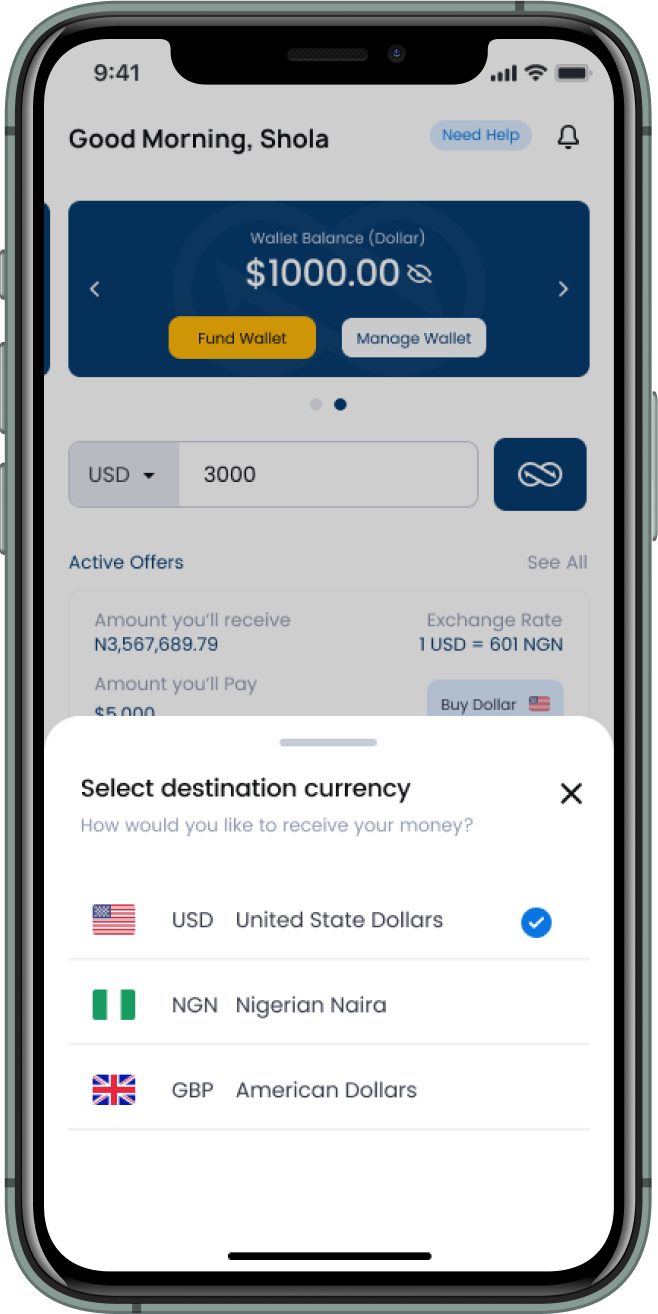 9:41
Good Morning, Shola
Need Help
Wallet Balance (Dollar)
$1000.00
Fund Wallet
Manage Wallet
USD
3000
Active Offers
See All
Amount you'll receive
Exchange Rate
N3,567,689.79
1 USD = 601 NGN
Amount you'll Pay
$5,000
Buy Dollar
Select destination currency
How would you like to receive your money?
USD United State Dollars
NGN Nigerian Naira
GBP American Dollars